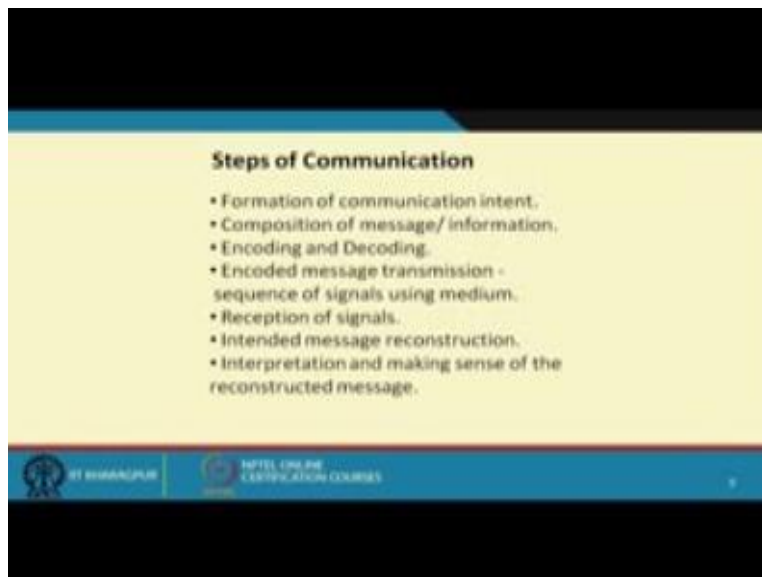 Steps of Communication
• Formation of communication intent.
• Composition of message/ information.
• Encoding and Decoding.
• Encoded message transmission -
sequence of signals using medium.
• Reception of signals.
• Intended message reconstruction.
• Interpretation and making sense of the
reconstructed message.
IIT KHARAGPUR
NPTEL ONLINE
CERTIFICATION COURSES